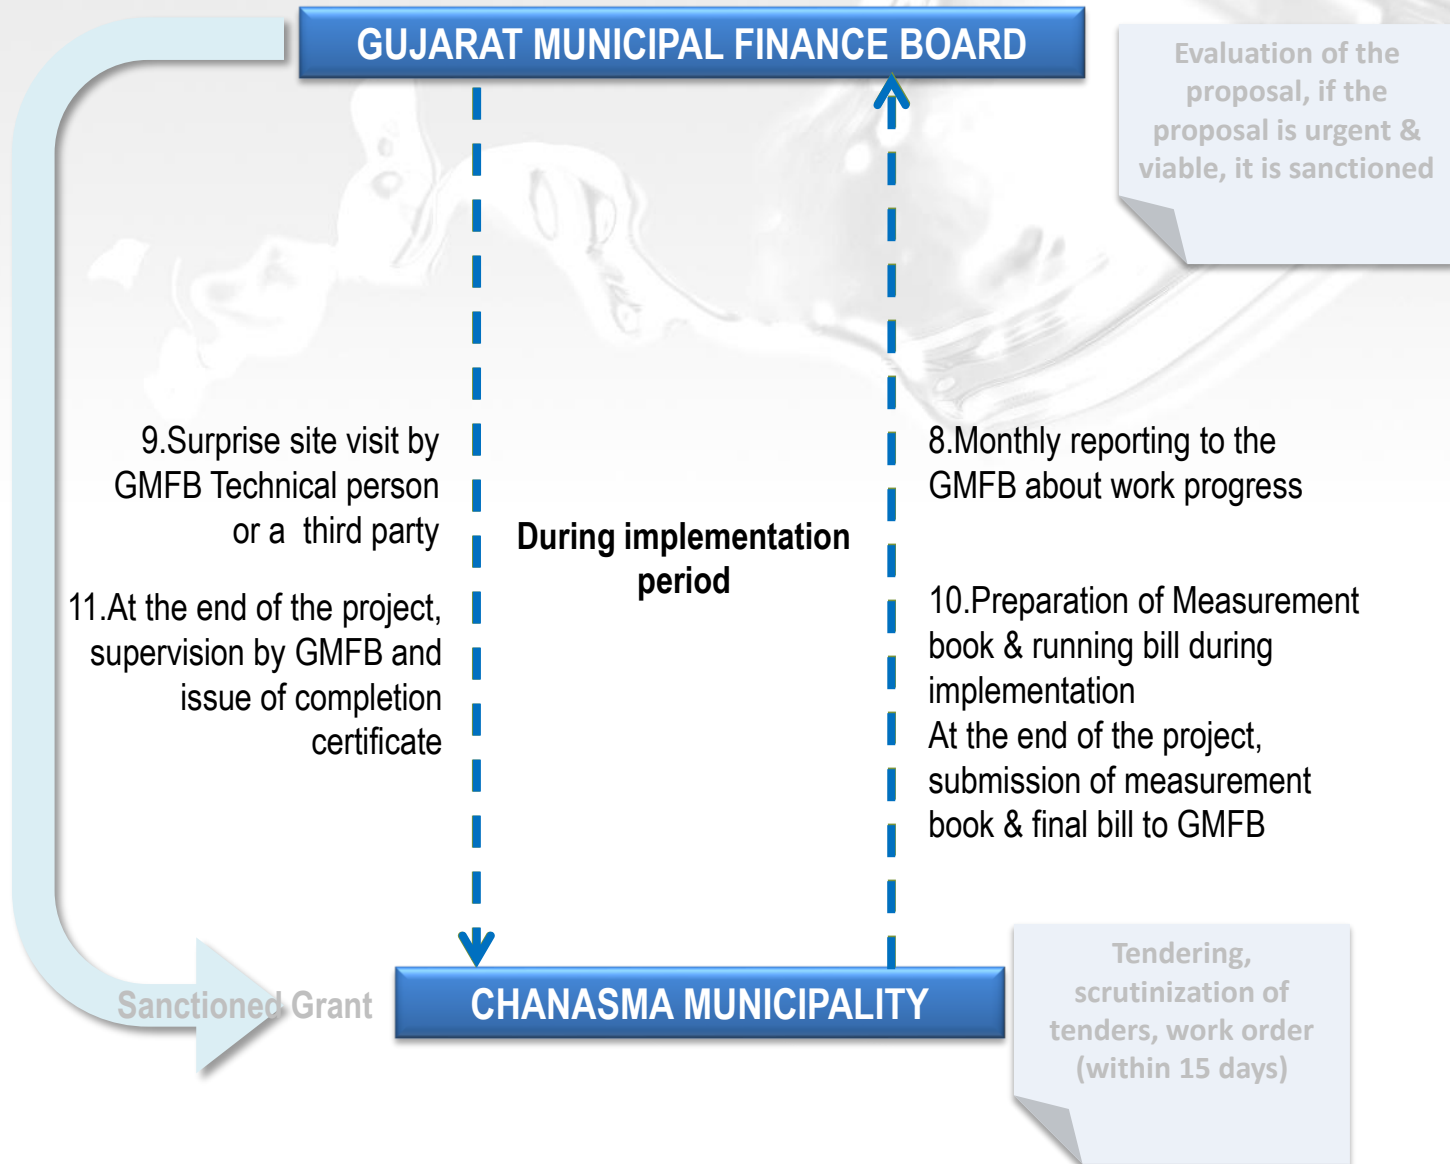 GUJARAT MUNICIPAL FINANCE BOARD
Evaluation of the
proposal, if the
proposal is urgent &
viable, it is sanctioned
9.Surprise site visit by
GMFB Technical person
or a third party
11.At the end of the project,
supervision by GMFB and
issue of completion
certificate
During implementation
period
8.Monthly reporting to the
GMFB about work progress
10.Preparation of Measurement
book & running bill during
implementation
At the end of the project,
submission of measurement
book & final bill to GMFB
Sanctioned Grant
CHANASMA MUNICIPALITY
Tendering,
scrutinization of
tenders, work order
(within 15 days)